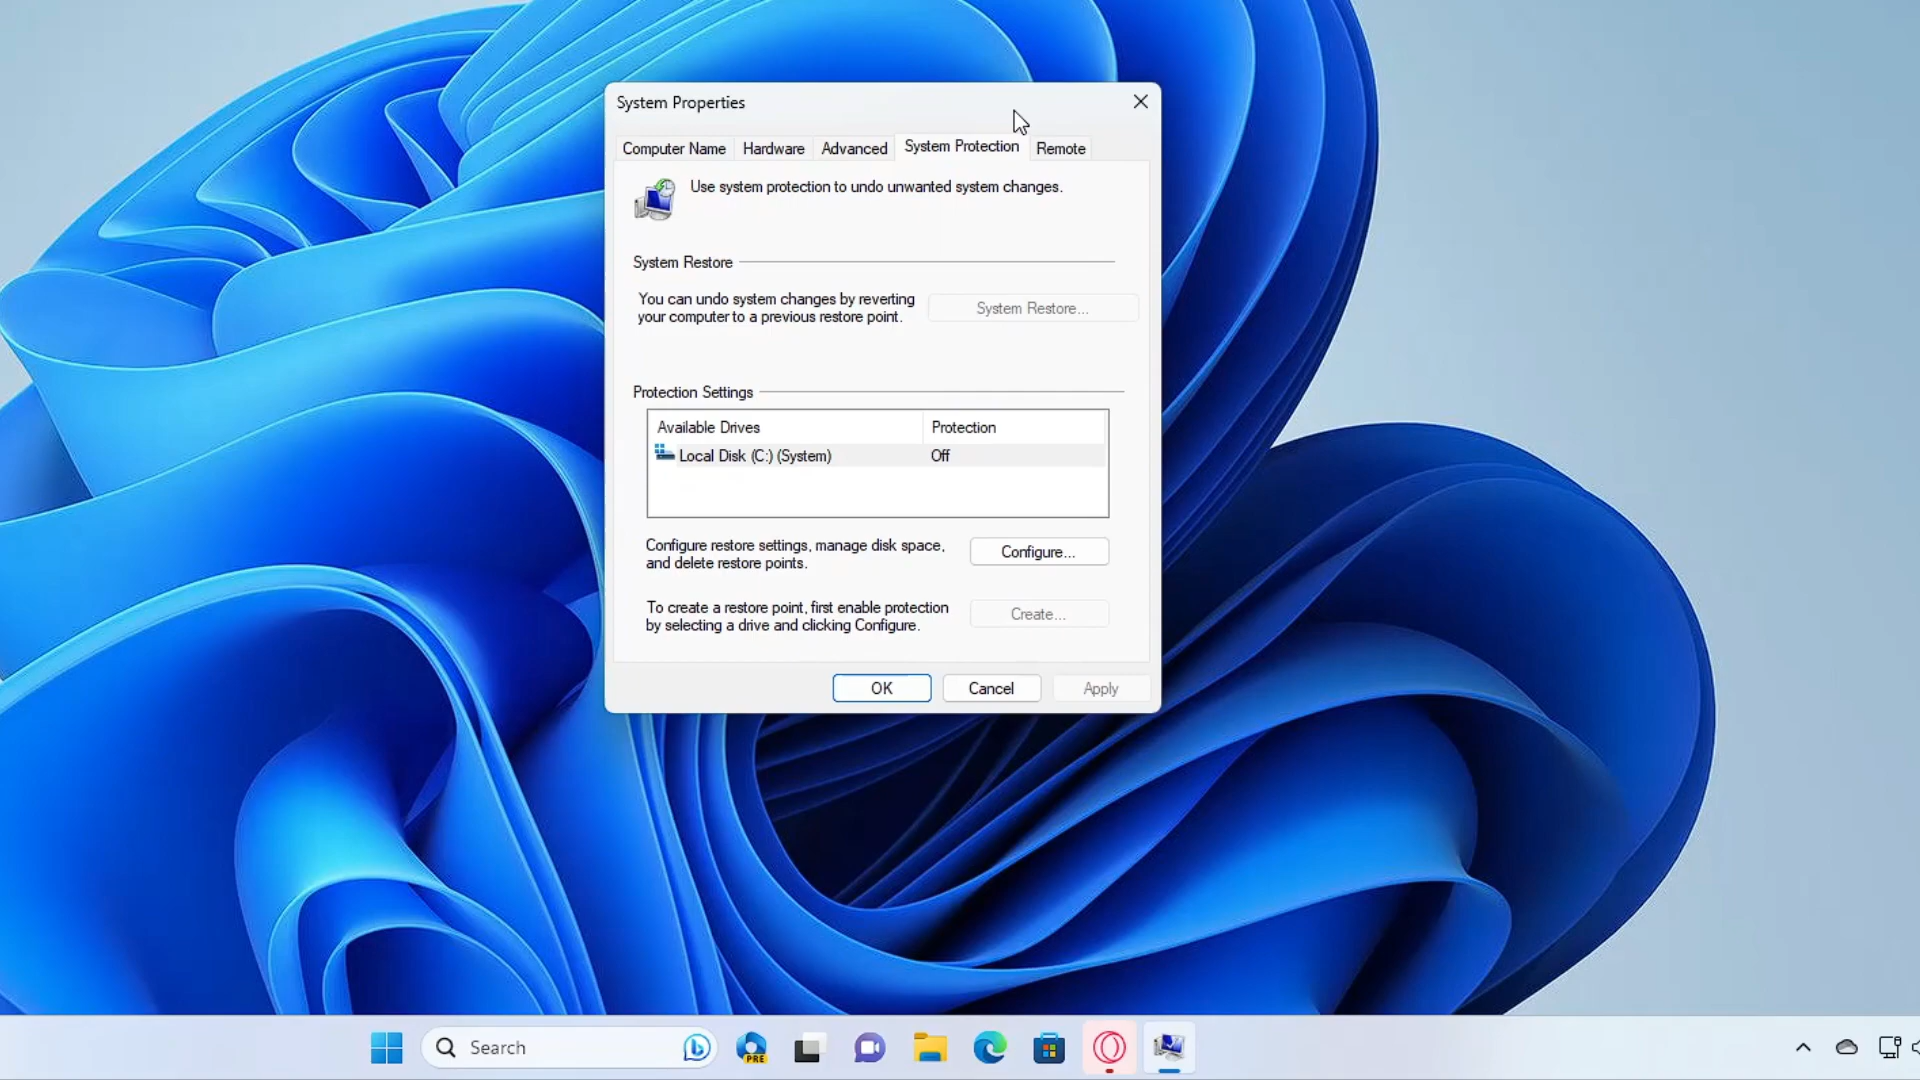 System Properties
Computer Name
Hardware
Advanced
System Protection
Remote
Use system protection to undo unwanted system changes.
System Restore
You can undo system changes by reverting
your computer to a previous restore point.
System Restore...
Protection Settings
Available Drives
Protection
Local Disk (C:) (System)
Off
Configure restore settings, manage disk space,
and delete restore points.
Configure...
To create a restore point, first enable protection
by selecting a drive and clicking Configure.
Create...
OK
Cancel
Apply
Search
PRE